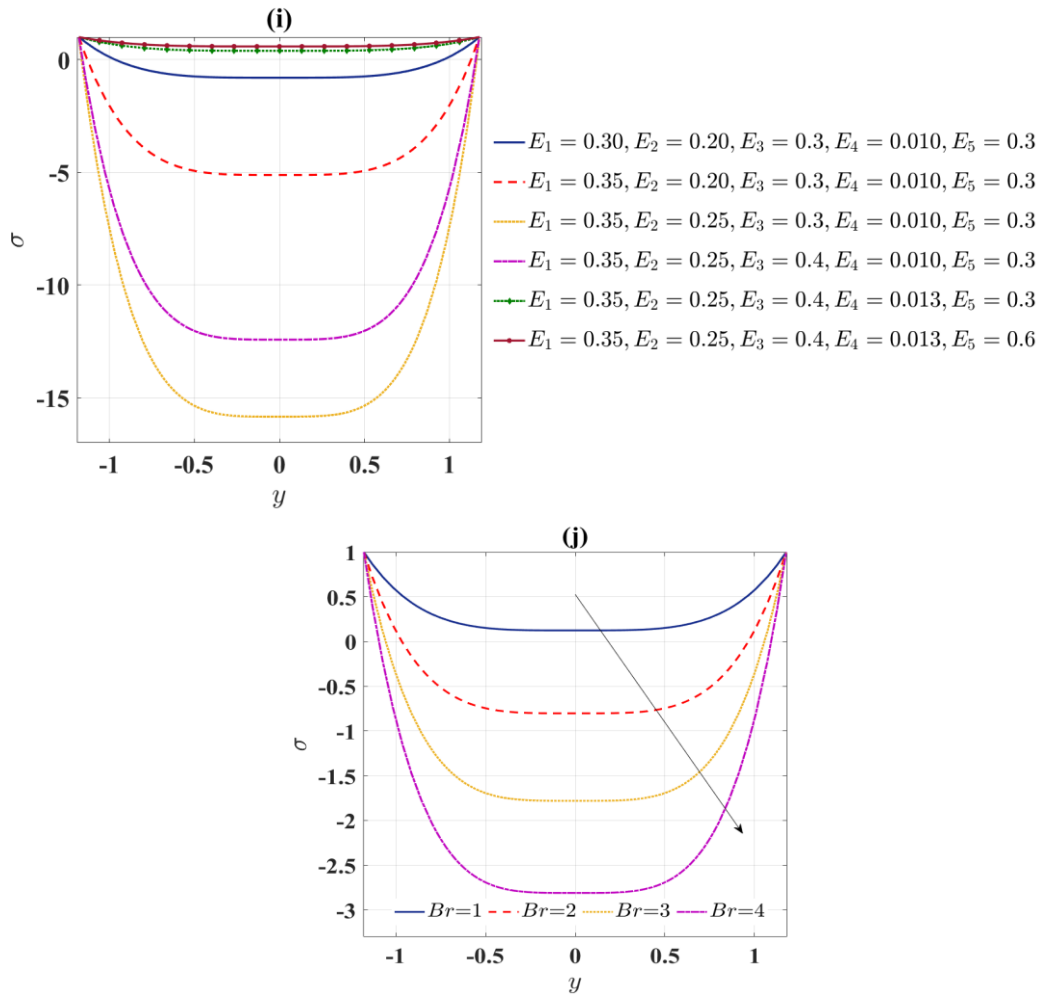 (i)
0
-5
-10
-15
σ
-1 -0.5 0 0.5 1
y
E₁ = 0.30, E₂ = 0.20, E₃ = 0.3, E₄ = 0.010, E₅ = 0.3
E₁ = 0.35, E₂ = 0.20, E₃ = 0.3, E₄ = 0.010, E₅ = 0.3
E₁ = 0.35, E₂ = 0.25, E₃ = 0.3, E₄ = 0.010, E₅ = 0.3
E₁ = 0.35, E₂ = 0.25, E₃ = 0.4, E₄ = 0.010, E₅ = 0.3
E₁ = 0.35, E₂ = 0.25, E₃ = 0.4, E₄ = 0.013, E₅ = 0.3
E₁ = 0.35, E₂ = 0.25, E₃ = 0.4, E₄ = 0.013, E₅ = 0.6
(j)
1
0.5
0
-0.5
-1
-1.5
-2
-2.5
-3
σ
Br=1 Br=2 Br=3 Br=4
-1 -0.5 0 0.5 1
y